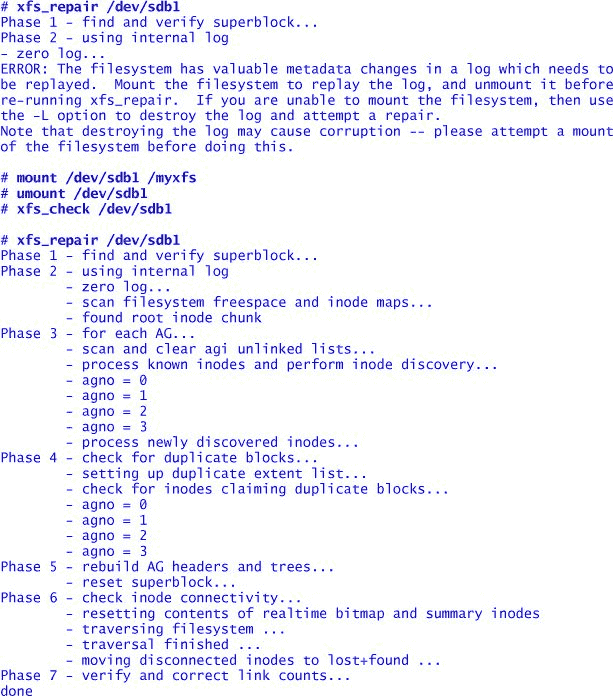 # xfs_repair /dev/sdb1
Phase 1 - find and verify superblock...
Phase 2 - using internal log
- zero log...
ERROR: The filesystem has valuable metadata changes in a log which needs to
be replayed.  Mount the filesystem to replay the log, and unmount it before
re-running xfs_repair.  If you are unable to mount the filesystem, then use
the -L option to destroy the log and attempt a repair.
Note that destroying the log may cause corruption -- please attempt a mount
of the filesystem before doing this.

# mount /dev/sdb1 /myxfs
# umount /dev/sdb1
# xfs_check /dev/sdb1

# xfs_repair /dev/sdb1
Phase 1 - find and verify superblock...
Phase 2 - using internal log
        - zero log...
        - scan filesystem freespace and inode maps...
        - found root inode chunk
Phase 3 - for each AG...
        - scan and clear agi unlinked lists...
        - process known inodes and perform inode discovery...
        - agno = 0
        - agno = 1
        - agno = 2
        - agno = 3
        - process newly discovered inodes...
Phase 4 - check for duplicate blocks...
        - setting up duplicate extent list...
        - check for inodes claiming duplicate blocks...
        - agno = 0
        - agno = 1
        - agno = 2
        - agno = 3
Phase 5 - rebuild AG headers and trees...
        - reset superblock...
Phase 6 - check inode connectivity...
        - resetting contents of realtime bitmap and summary inodes
        - traversing filesystem ...
        - traversal finished ...
        - moving disconnected inodes to lost+found ...
Phase 7 - verify and correct link counts...
done